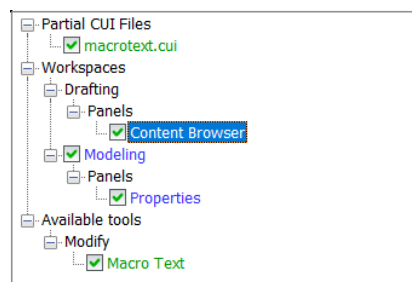 Partial CUI Files
macrotext.cui
Workspaces
Drafting
Panels
Content Browser
Modeling
Panels
Properties
Available tools
Modify
Macro Text